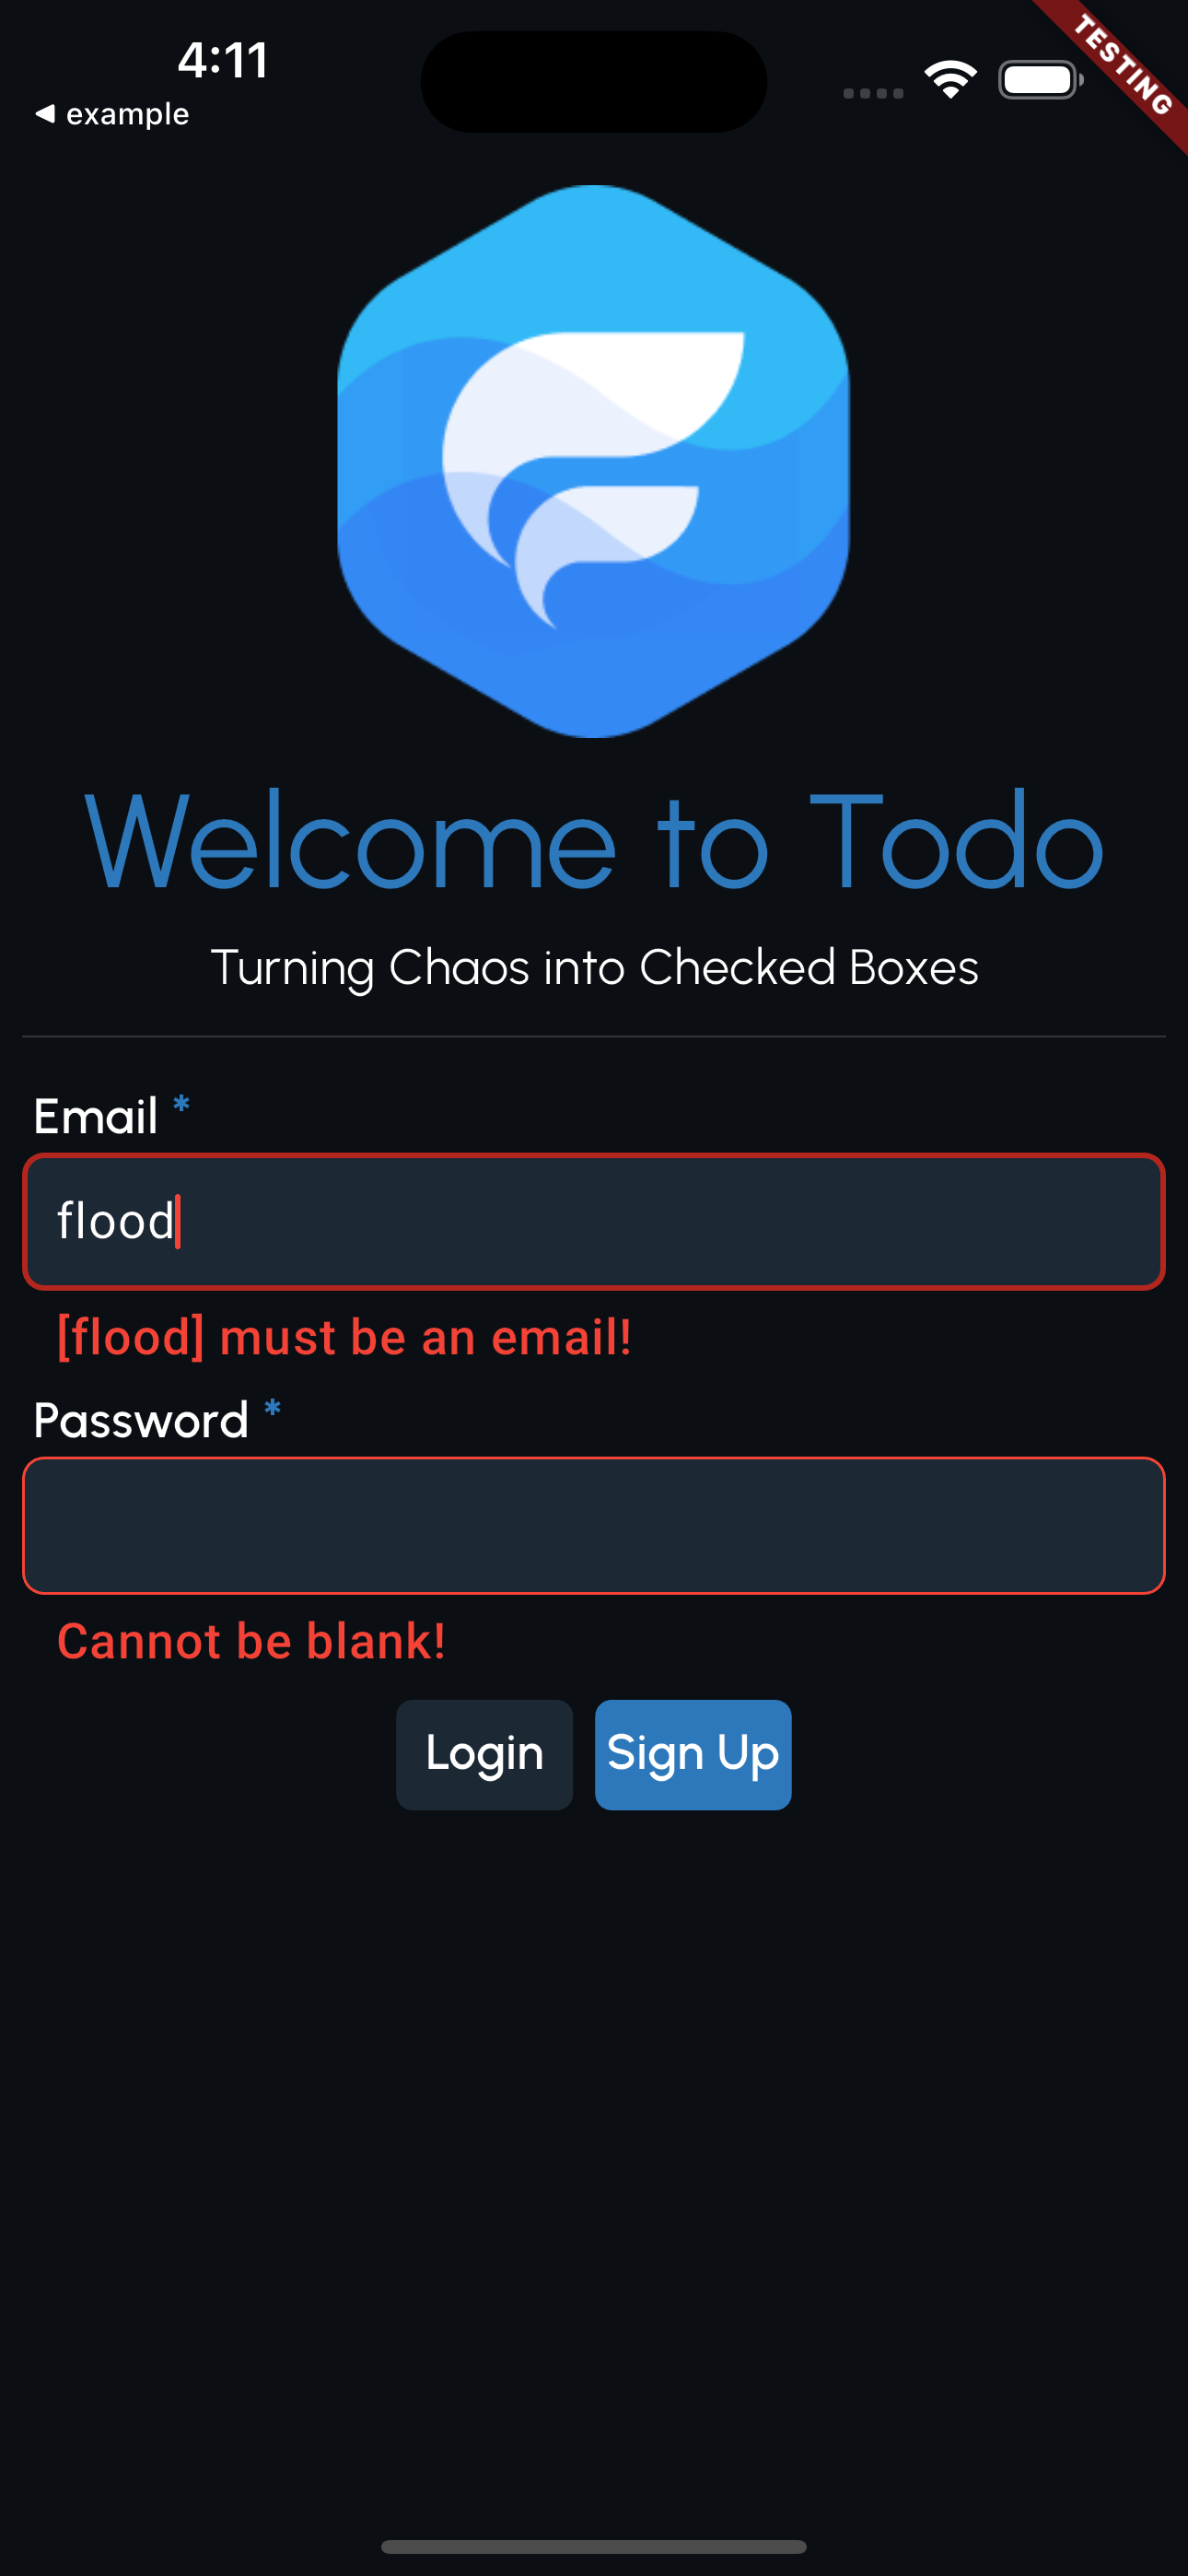 4:11
TESTING
◀ example
Welcome to Todo
Turning Chaos into Checked Boxes
Email *
flood
[flood] must be an email!
Password *
Cannot be blank!
Login
Sign Up